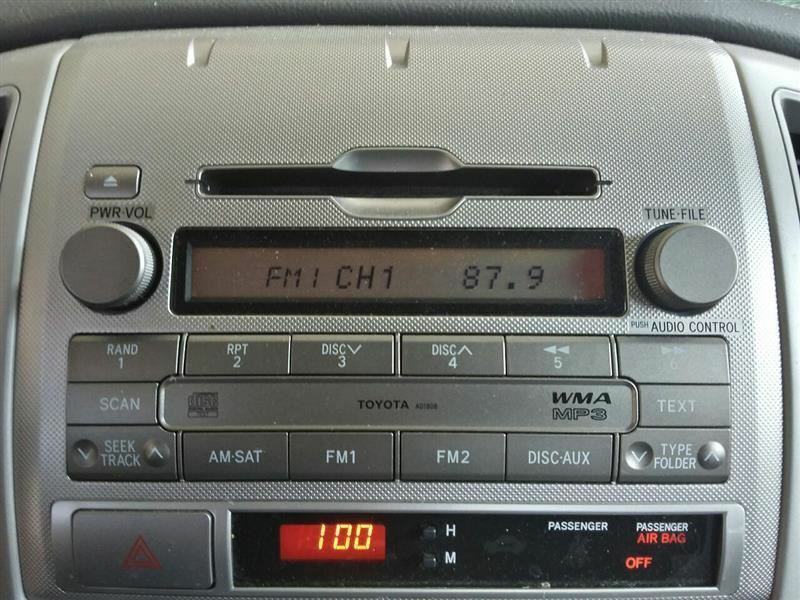 PWR·VOL
TUNE·FILE
FM1 CH1 87.9
PUSH AUDIO CONTROL
RAND 1
RPT 2
DISC 3
DISC 4
5
6
SCAN
TOYOTA
WMA
MP3
TEXT
SEEK
TRACK
AM·SAT
FM1
FM2
DISC·AUX
TYPE
FOLDER
100
H
M
PASSENGER
PASSENGER
AIR BAG
OFF